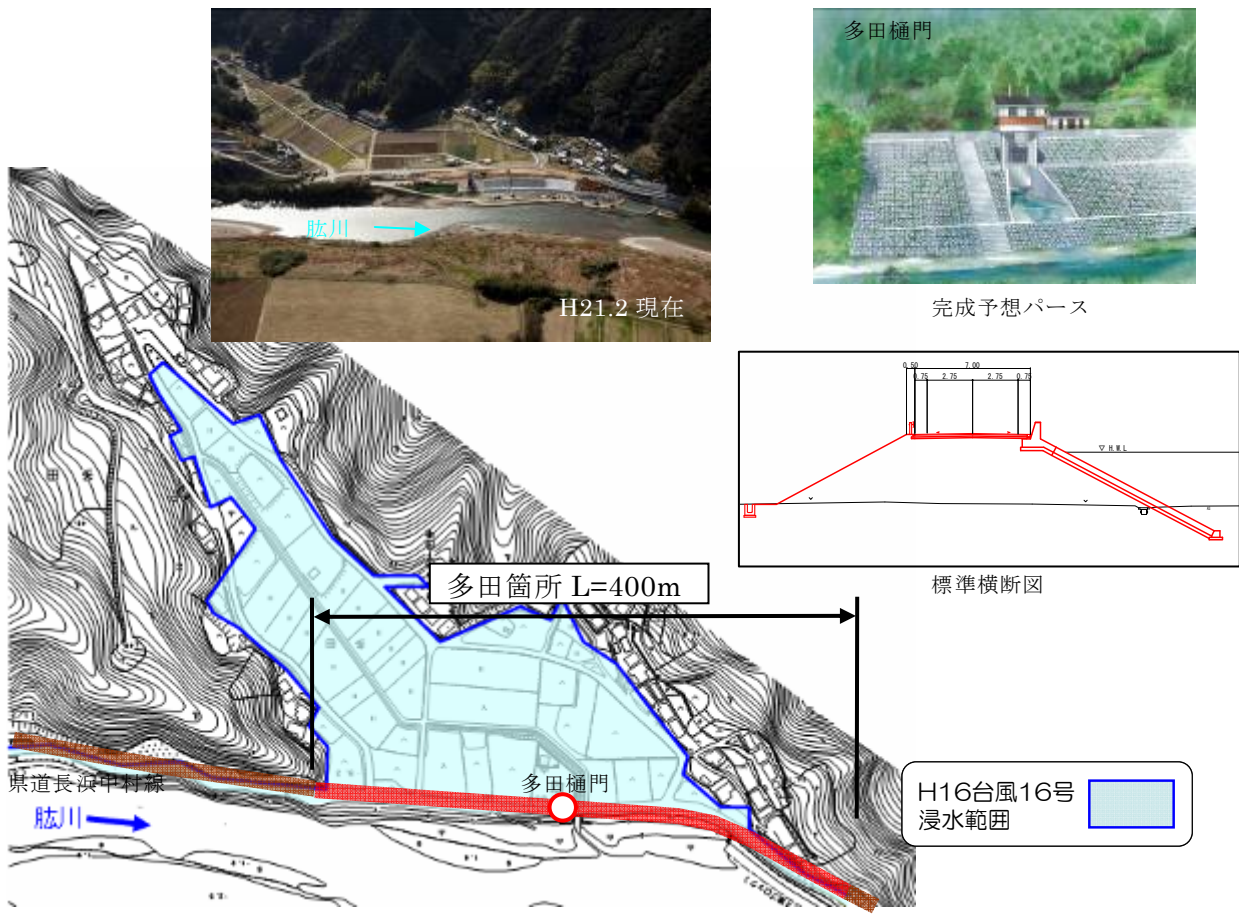 多田樋門
肱川
H21.2 現在
完成予想パース
0.50
7.00
0.75
2.75
2.75
0.75
H.W.L
標準横断図
多田箇所 L=400m
多田樋門
県道長浜中村線
肱川
H16台風16号
浸水範囲